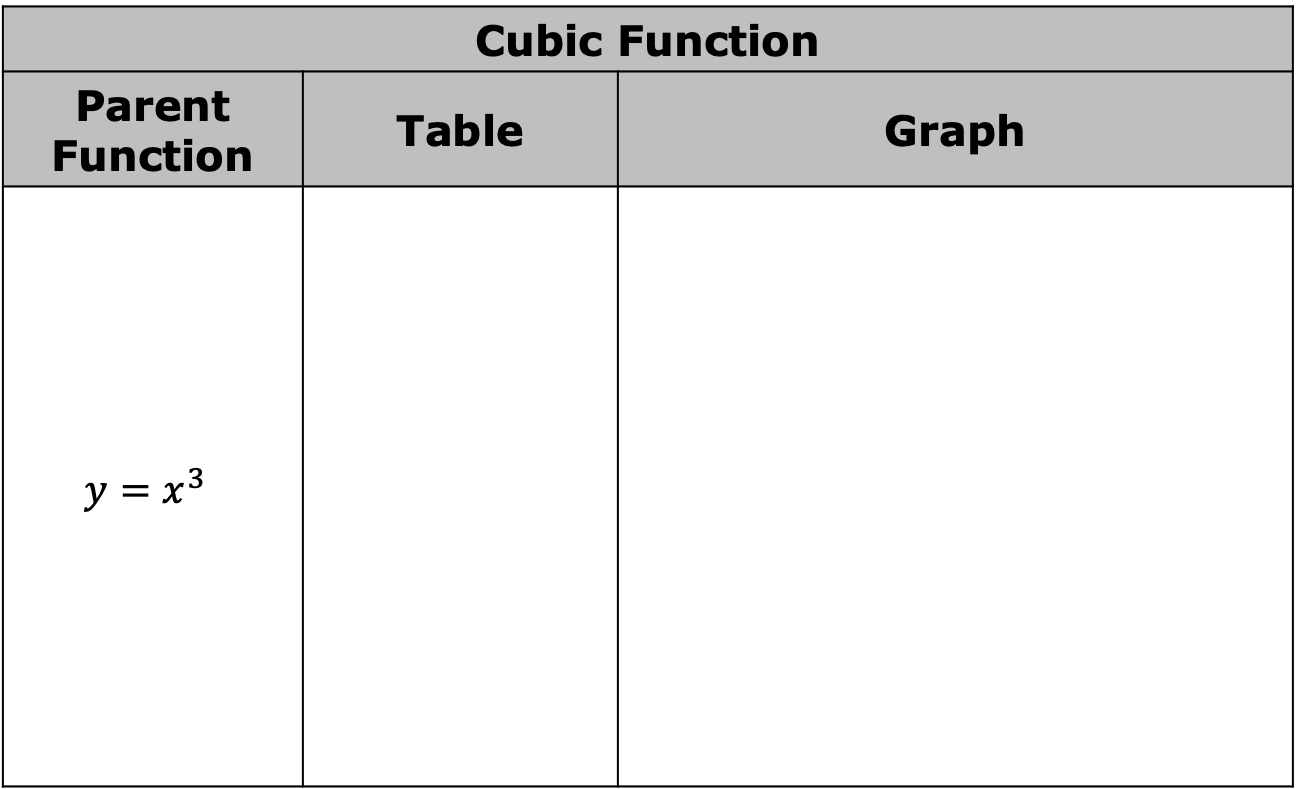 Cubic Function
Parent
Function
Table
Graph
y = x³